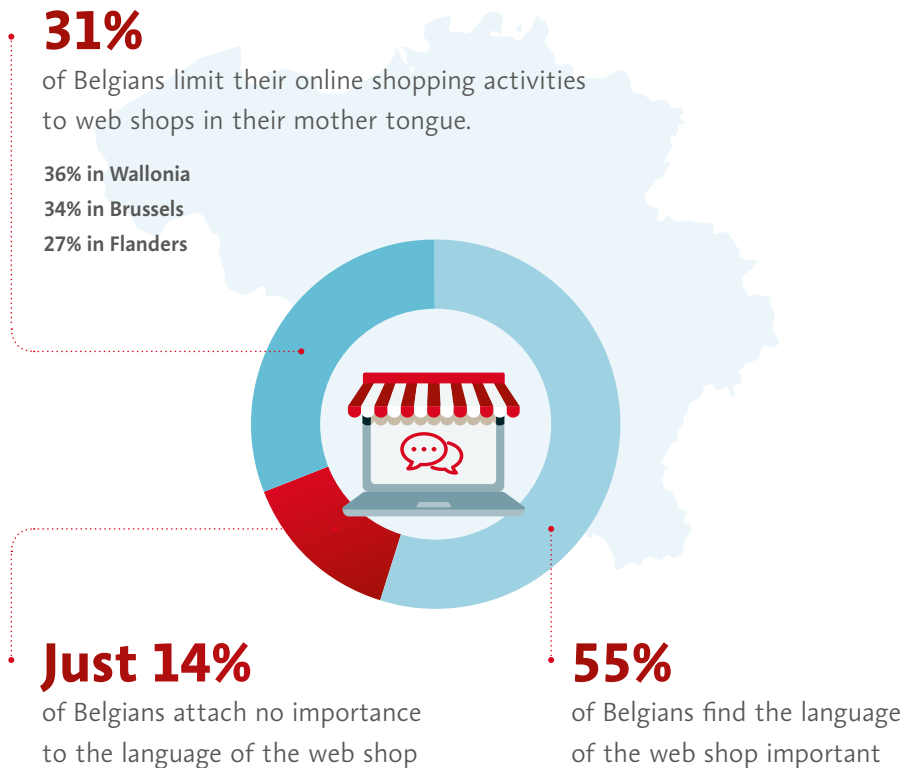 31%
of Belgians limit their online shopping activities
to web shops in their mother tongue.
36% in Wallonia
34% in Brussels
27% in Flanders
Just 14%
of Belgians attach no importance
to the language of the web shop
55%
of Belgians find the language
of the web shop important